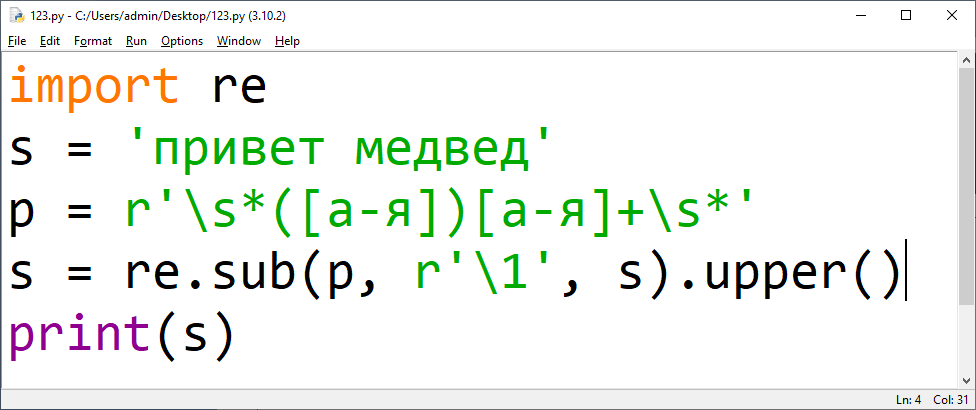 123.py - C:/Users/admin/Desktop/123.py (3.10.2)
File Edit Format Run Options Window Help
import re
s = 'привет медвед'
p = r'\s*([а-я])[а-я]+\s*'
s = re.sub(p, r'\1', s).upper()
print(s)
Ln: 4 Col: 31